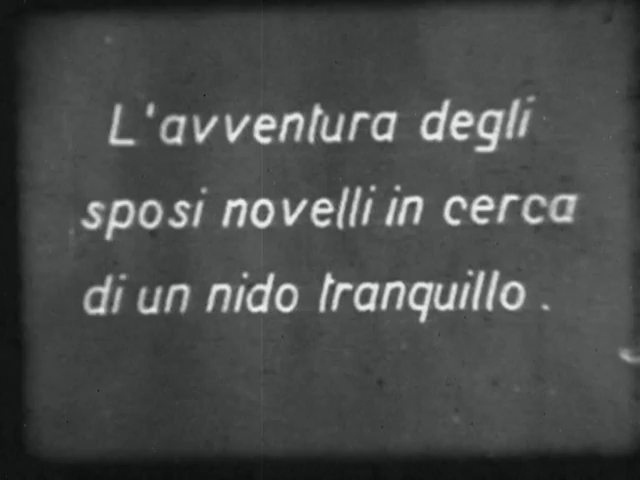 L'avventura degli
sposi novelli in cerca
di un nido tranquillo.